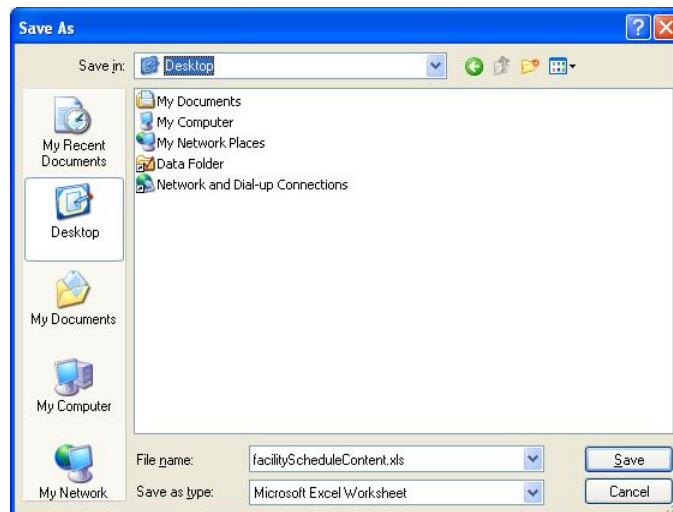 Save As
Save in:
Desktop
My Recent
Documents
Desktop
My Documents
My Computer
My Network
My Documents
My Computer
My Network Places
Data Folder
Network and Dial-up Connections
File name:
facilityScheduleContent.xls
Save
Save as type:
Microsoft Excel Worksheet
Cancel